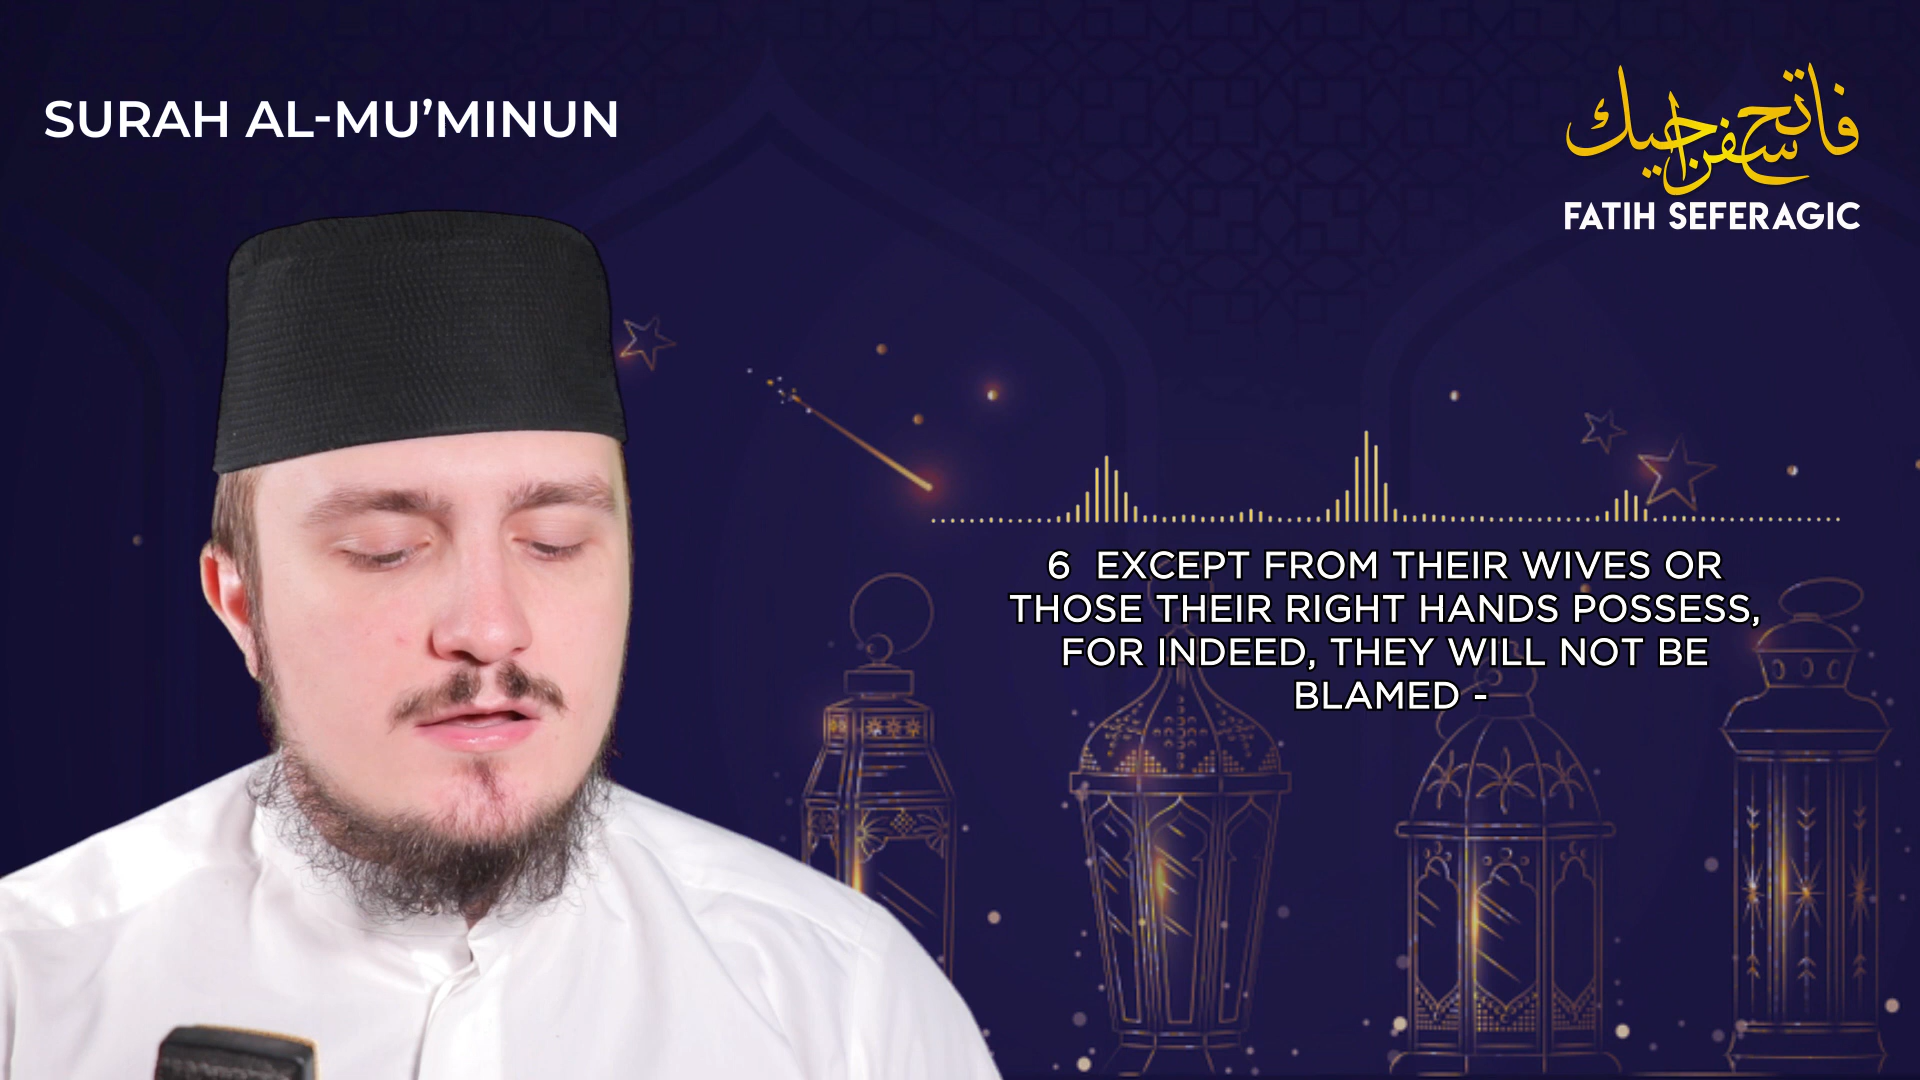 SURAH AL-MU’MINUN
فاتح سفراجيك
FATIH SEFERAGIC
6 EXCEPT FROM THEIR WIVES OR
THOSE THEIR RIGHT HANDS POSSESS,
FOR INDEED, THEY WILL NOT BE
BLAMED -